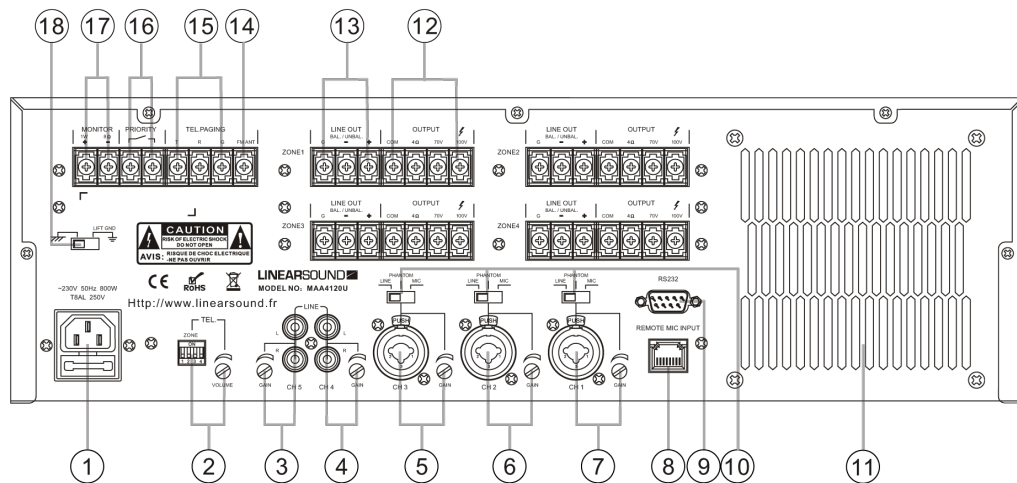 18 17 16 15 14 13 12
MONITOR PRIORITY TEL.PAGING
1W 8Ω
+ − T R G FM ANT
LINE OUT OUTPUT
BAL. / UNBAL.
ZONE1 G − + COM 4Ω 70V 100V
LINE OUT OUTPUT
BAL. / UNBAL.
ZONE2 G − + COM 4Ω 70V 100V
LINE OUT OUTPUT
BAL. / UNBAL.
ZONE3 G − + COM 4Ω 70V 100V
LINE OUT OUTPUT
BAL. / UNBAL.
ZONE4 G − + COM 4Ω 70V 100V
LIFT GND
CAUTION
RISK OF ELECTRIC SHOCK
DO NOT OPEN
AVIS: RISQUE DE CHOC ELECTRIQUE
-NE PAS OUVRIR
CE RoHS
LINEARSOUND
MODEL NO: MAA4120U
~230V 50Hz 800W
T8AL 250V
Http://www.linearsound.fr
TEL.
ZONE
ON
1 2 3 4
VOLUME
LINE
L L
R R
GAIN CH 5 CH 4 GAIN
PHANTOM
LINE MIC
PUSH
CH 3 GAIN
PHANTOM
LINE MIC
PUSH
CH 2 GAIN
PHANTOM
LINE MIC
PUSH
CH 1 GAIN
RS232
REMOTE MIC INPUT
1 2 3 4 5 6 7 8 9 10 11